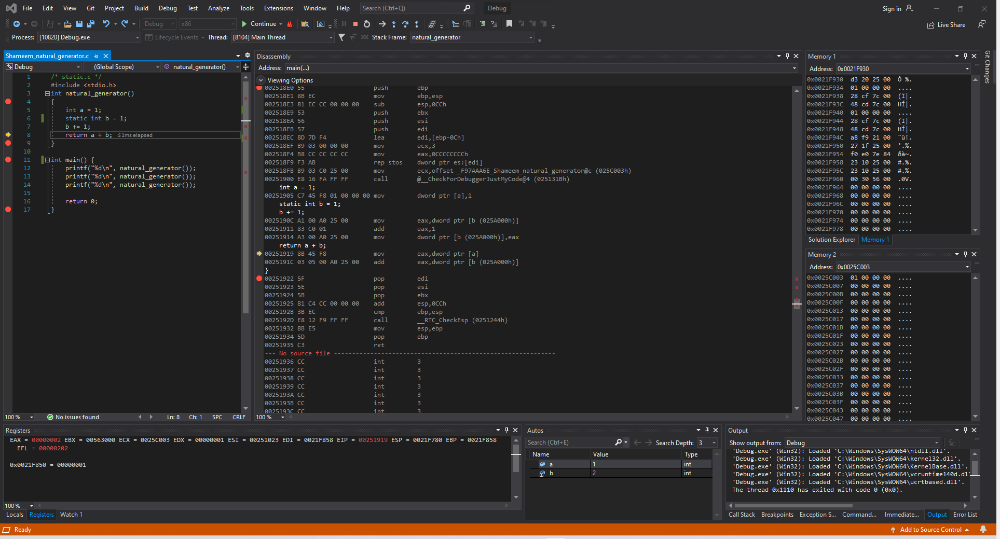 File Edit View Git Project Build Debug Test Analyze Tools Extensions Window Help Search (Ctrl+Q) Debug Sign in
Debug x86 Continue Live Share
Process: [10820] Debug.exe Lifecycle Events Thread: [8104] Main Thread Stack Frame: natural_generator
Shameem_natural_generator.c
Debug (Global Scope) natural_generator()
1 /* static.c */
2 #include <stdio.h>
3 int natural_generator()
4 {
5 int a = 1;
6 static int b = 1;
7 b += 1;
8 return a + b; ≤1ms elapsed
9 }
10
11 int main() {
12 printf("%d\n", natural_generator());
13 printf("%d\n", natural_generator());
14 printf("%d\n", natural_generator());
15
16 return 0;
17 }
100 % No issues found Ln: 8 Ch: 1 SPC CRLF
Disassembly
Address: main(...)
Viewing Options
002518E0 55 push ebp
002518E1 8B EC mov ebp,esp
002518E3 81 EC CC 00 00 00 sub esp,0CCh
002518E9 53 push ebx
002518EA 56 push esi
002518EB 57 push edi
002518EC 8D 7D F4 lea edi,[ebp-0Ch]
002518EF B9 03 00 00 00 mov ecx,3
002518F4 B8 CC CC CC CC mov eax,0CCCCCCCCh
002518F9 F3 AB rep stos dword ptr es:[edi]
002518FB B9 03 C0 25 00 mov ecx,offset _F97AAA6E_Shameem_natural_generator@c (025C003h)
00251900 E8 16 FA FF FF call @__CheckForDebuggerJustMyCode@4 (025131Bh)
int a = 1;
00251905 C7 45 F8 01 00 00 00 mov dword ptr [a],1
static int b = 1;
b += 1;
0025190C A1 00 A0 25 00 mov eax,dword ptr [b (025A000h)]
00251911 83 C0 01 add eax,1
00251914 A3 00 A0 25 00 mov dword ptr [b (025A000h)],eax
return a + b;
00251919 8B 45 F8 mov eax,dword ptr [a]
0025191C 03 05 00 A0 25 00 add eax,dword ptr [b (025A000h)]
}
00251922 5F pop edi
00251923 5E pop esi
00251924 5B pop ebx
00251925 81 C4 CC 00 00 00 add esp,0CCh
0025192B 3B EC cmp ebp,esp
0025192D E8 12 F9 FF FF call __RTC_CheckEsp (0251244h)
00251932 8B E5 mov esp,ebp
00251934 5D pop ebp
00251935 C3 ret
--- No source file -------------------------------------------------------------
00251936 CC int 3
00251937 CC int 3
00251938 CC int 3
00251939 CC int 3
0025193A CC int 3
0025193B CC int 3
0025193C CC int 3
100 %
Memory 1
Address: 0x0021F930
0x0021F930 d3 20 25 00 Ó %.
0x0021F934 01 00 00 00 ....
0x0021F938 28 cf 7c 00 (Ï|.
0x0021F93C 48 cd 7c 00 HÍ|.
0x0021F940 01 00 00 00 ....
0x0021F944 28 cf 7c 00 (Ï|.
0x0021F948 48 cd 7c 00 HÍ|.
0x0021F94C a8 f9 21 00 ¨ù!.
0x0021F950 27 1f 25 00 '.%.
0x0021F954 f0 e0 7e 84 ðà~.
0x0021F958 23 10 25 00 #.%.
0x0021F95C 23 10 25 00 #.%.
0x0021F960 00 30 56 00 .0V.
0x0021F964 00 00 00 00 ....
0x0021F968 00 00 00 00 ....
0x0021F96C 00 00 00 00 ....
0x0021F970 00 00 00 00 ....
0x0021F974 00 00 00 00 ....
0x0021F978 00 00 00 00 ....
Solution Explorer Memory 1
Memory 2
Address: 0x0025C003
0x0025C003 01 00 00 00 ....
0x0025C007 00 00 00 00 ....
0x0025C00B 00 00 00 00 ....
0x0025C00F 00 00 00 00 ....
0x0025C013 00 00 00 00 ....
0x0025C017 00 00 00 00 ....
0x0025C01B 00 00 00 00 ....
0x0025C01F 00 00 00 00 ....
0x0025C023 00 00 00 00 ....
0x0025C027 00 00 00 00 ....
0x0025C02B 00 00 00 00 ....
0x0025C02F 00 00 00 00 ....
0x0025C033 00 00 00 00 ....
0x0025C037 00 00 00 00 ....
0x0025C03B 00 00 00 00 ....
0x0025C03F 00 00 00 00 ....
0x0025C043 00 00 00 00 ....
0x0025C047 00 00 00 00 ....
Git Changes
Registers
EAX = 00000002 EBX = 00563000 ECX = 0025C003 EDX = 00000001 ESI = 00251023 EDI = 0021F858 EIP = 00251919 ESP = 0021F780 EBP = 0021F858
EFL = 00000202
0x0021F850 = 00000001
100 %
Locals Registers Watch 1
Autos
Search (Ctrl+E) Search Depth: 3
Name Value Type
a 1 int
b 2 int
Output
Show output from: Debug
'Debug.exe' (Win32): Loaded 'C:\Windows\SysWOW64\ntdll.dll'.
'Debug.exe' (Win32): Loaded 'C:\Windows\SysWOW64\kernel32.dll'.
'Debug.exe' (Win32): Loaded 'C:\Windows\SysWOW64\KernelBase.dll'.
'Debug.exe' (Win32): Loaded 'C:\Windows\SysWOW64\vcruntime140d.dll
'Debug.exe' (Win32): Loaded 'C:\Windows\SysWOW64\ucrtbased.dll'.
The thread 0x1110 has exited with code 0 (0x0).
Call Stack Breakpoints Exception S... Command... Immediate... Output Error List
Ready Add to Source Control